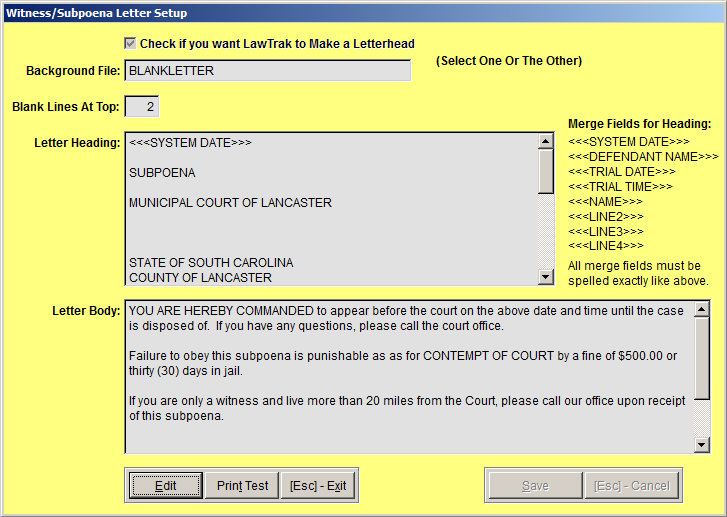 Witness/Subpoena Letter Setup
Check if you want LawTrak to Make a Letterhead
Background File: BLANKLETTER
(Select One Or The Other)
Blank Lines At Top: 2
Letter Heading:
<<<SYSTEM DATE>>>
SUBPOENA
MUNICIPAL COURT OF LANCASTER
STATE OF SOUTH CAROLINA
COUNTY OF LANCASTER
Merge Fields for Heading:
<<<SYSTEM DATE>>>
<<<DEFENDANT NAME>>>
<<<TRIAL DATE>>>
<<<TRIAL TIME>>>
<<<NAME>>>
<<<LINE2>>>
<<<LINE3>>>
<<<LINE4>>>
All merge fields must be
spelled exactly like above.
Letter Body:
YOU ARE HEREBY COMMANDED to appear before the court on the above date and time until the case
is disposed of.  If you have any questions, please call the court office.
Failure to obey this subpoena is punishable as as for CONTEMPT OF COURT by a fine of $500.00 or
thirty (30) days in jail.
If you are only a witness and live more than 20 miles from the Court, please call our office upon receipt
of this subpoena.
Edit Print Test [Esc] - Exit Save [Esc] - Cancel